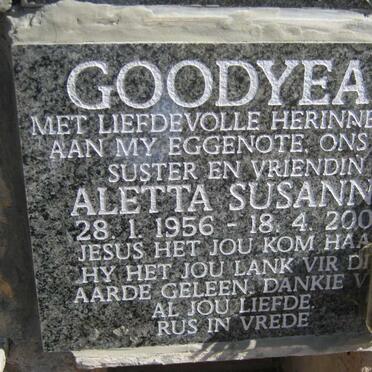 GOODYEA
MET LIEFDEVOLLE HERINNE
AAN MY EGGENOTE, ONS
SUSTER EN VRIENDIN
ALETTA SUSANN
28. 1. 1956 - 18. 4. 200
JESUS HET JOU KOM HAA
HY HET JOU LANK VIR DI
AARDE GELEEN. DANKIE V
AL JOU LIEFDE.
RUS IN VREDE